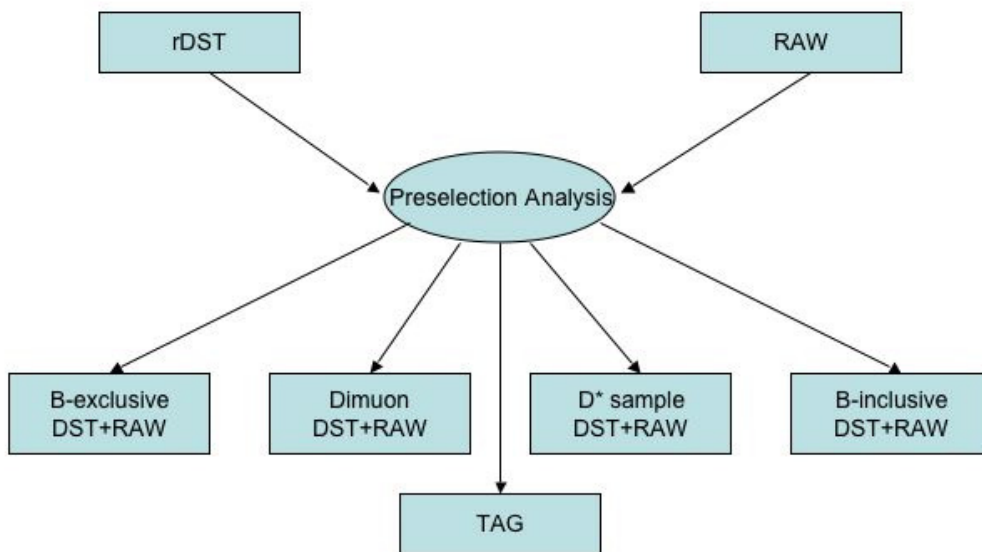 rDST
RAW
Preselection Analysis
B-exclusive
DST+RAW
Dimuon
DST+RAW
D* sample
DST+RAW
B-inclusive
DST+RAW
TAG